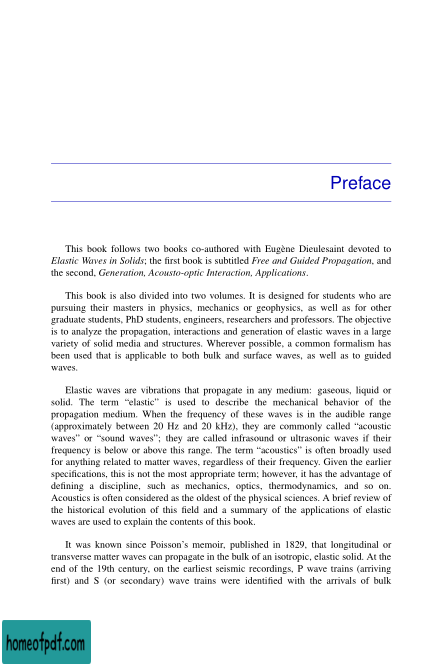 Preface
This book follows two books co-authored with Eugène Dieulesaint devoted to
Elastic Waves in Solids; the first book is subtitled Free and Guided Propagation, and
the second, Generation, Acousto-optic Interaction, Applications.
This book is also divided into two volumes. It is designed for students who are
pursuing their masters in physics, mechanics or geophysics, as well as for other
graduate students, PhD students, engineers, researchers and professors. The objective
is to analyze the propagation, interactions and generation of elastic waves in a large
variety of solid media and structures. Wherever possible, a common formalism has
been used that is applicable to both bulk and surface waves, as well as to guided
waves.
Elastic waves are vibrations that propagate in any medium: gaseous, liquid or
solid. The term “elastic” is used to describe the mechanical behavior of the
propagation medium. When the frequency of these waves is in the audible range
(approximately between 20 Hz and 20 kHz), they are commonly called “acoustic
waves” or “sound waves”; they are called infrasound or ultrasonic waves if their
frequency is below or above this range. The term “acoustics” is often broadly used
for anything related to matter waves, regardless of their frequency. Given the earlier
specifications, this is not the most appropriate term; however, it has the advantage of
defining a discipline, such as mechanics, optics, thermodynamics, and so on.
Acoustics is often considered as the oldest of the physical sciences. A brief review of
the historical evolution of this field and a summary of the applications of elastic
waves are used to explain the contents of this book.
It was known since Poisson’s memoir, published in 1829, that longitudinal or
transverse matter waves can propagate in the bulk of an isotropic, elastic solid. At the
end of the 19th century, on the earliest seismic recordings, P wave trains (arriving
first) and S (or secondary) wave trains were identified with the arrivals of bulk
homeofpdf.com